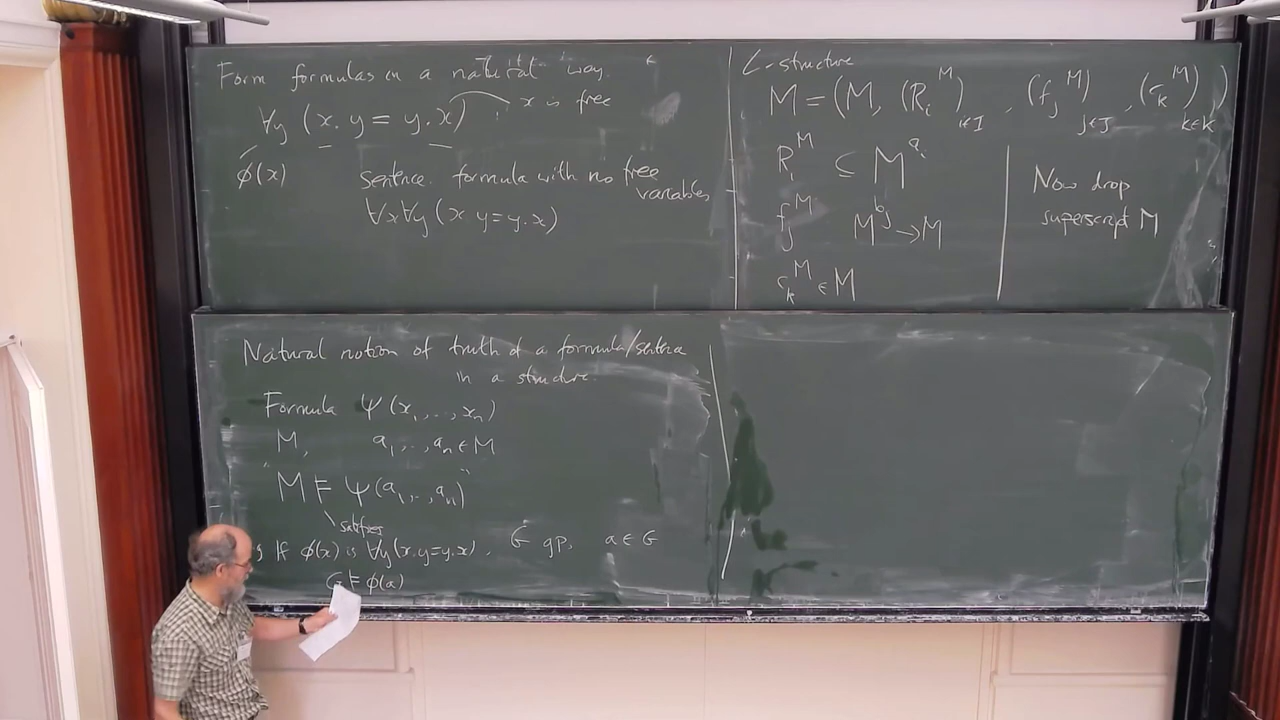 Form formulas in a natural way.
∀y (x.y = y.x) x is free
φ(x) sentence: formula with no free variables
∀x∀y (x.y = y.x)
L-structure
M = (M, (R_i^M)_{i∈I}, (f_j^M)_{j∈J}, (c_k^M)_{k∈K})
R_i^M ⊆ M^{a_i}
f_j^M M^{b_j} → M
c_k^M ∈ M
Now drop
superscript M
Natural notion of truth of a formula/sentence
in a structure.
Formula ψ(x_1, .., x_n)
M, a_1, .., a_n ∈ M
"M ⊨ ψ(a_1, .., a_n)"
satisfies
g If φ(x) is ∀y(x.y=y.x), G gp, a ∈ G
G ⊨ φ(a)